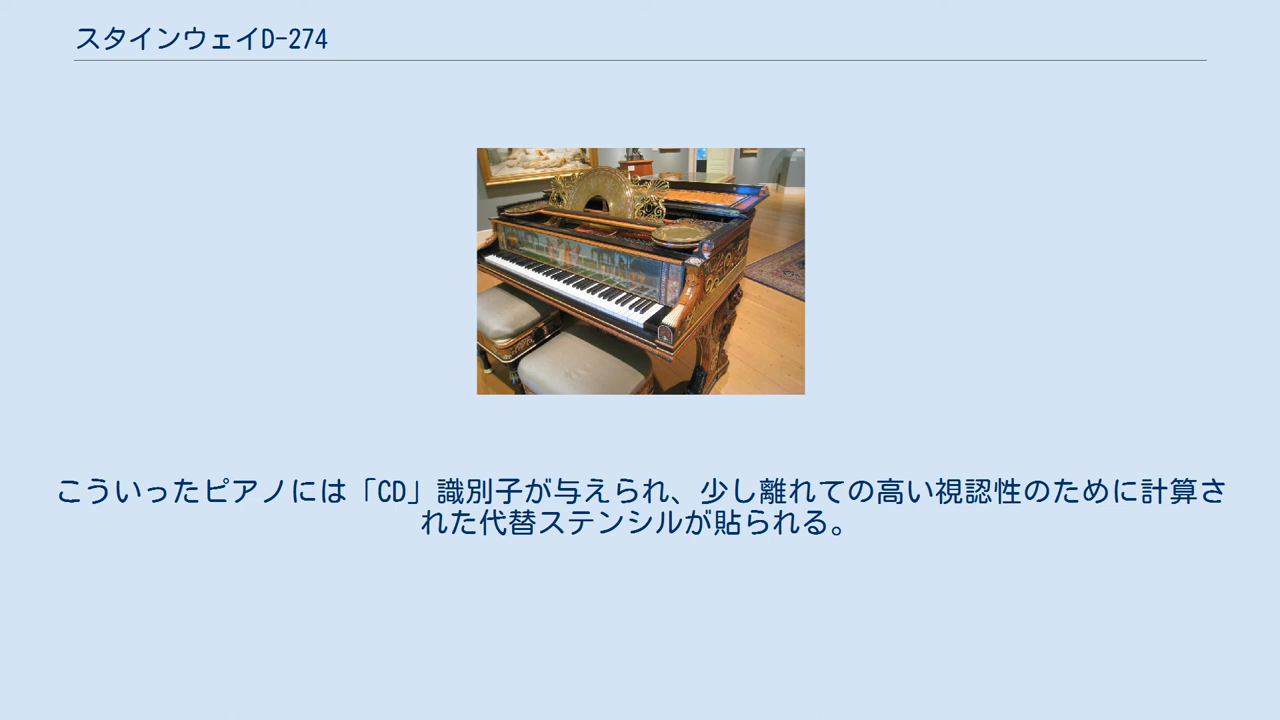 スタインウェイD-274
こういったピアノには「CD」識別子が与えられ、少し離れての高い視認性のために計算さ
れた代替ステンシルが貼られる。